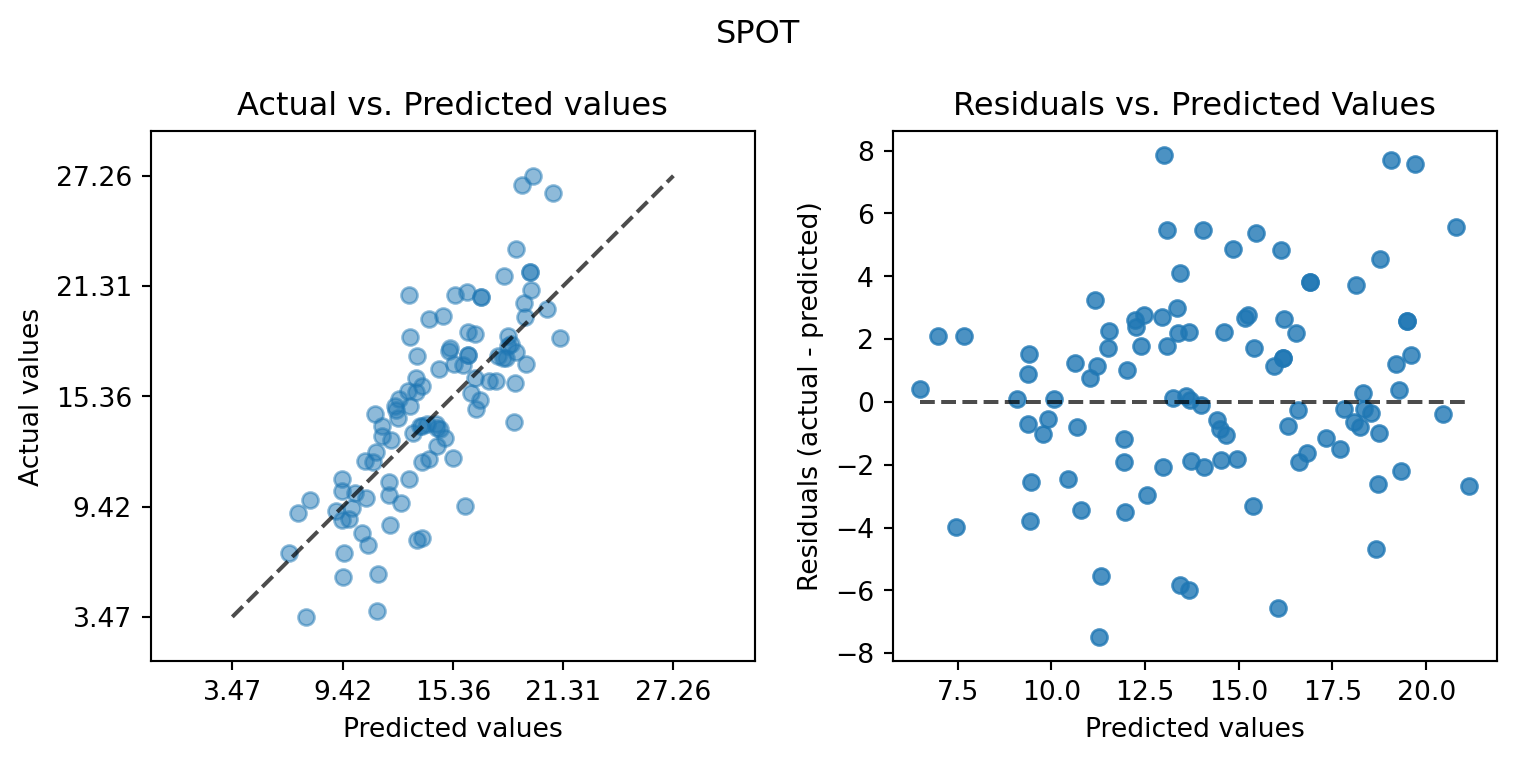 SPOT
Actual vs. Predicted values
Actual values
27.26
21.31
15.36
9.42
3.47
3.47 9.42 15.36 21.31 27.26
Predicted values
Residuals vs. Predicted Values
Residuals (actual - predicted)
8
6
4
2
0
−2
−4
−6
−8
7.5 10.0 12.5 15.0 17.5 20.0
Predicted values